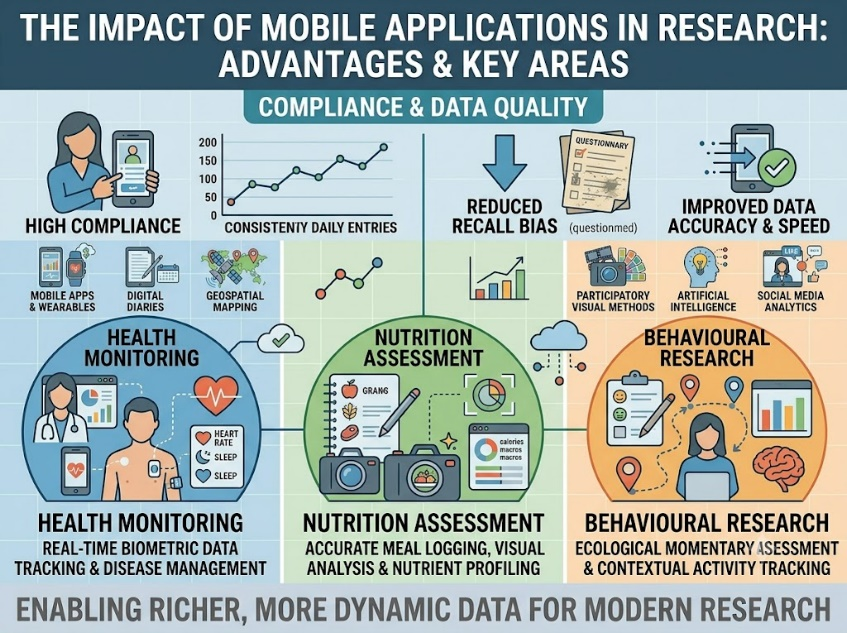 THE IMPACT OF MOBILE APPLICATIONS IN RESEARCH:
ADVANTAGES & KEY AREAS
COMPLIANCE & DATA QUALITY
HIGH COMPLIANCE
200
150
100
50
0
CONSISTENTY DAILY ENTRIES
REDUCED
RECALL BIAS
QUESTIONNARY
(questionmed)
IMPROVED DATA
ACCURACY & SPEED
MOBILE APPS
& WEARABLES
DIGITAL
DIARIES
GEOSPATIAL
MAPPING
PARTICIPATORY
VISUAL METHODS
ARTIFICIAL
INTELLIGENCE
LIKE
SOCIAL MEDIA
ANALYTICS
HEALTH
MONITORING
HEART
RATE
SLEEP
SLEEP
NUTRITION
ASSESSMENT
GRANG
calories
macros
macros
BEHAVIOURAL
RESEARCH
HEALTH MONITORING
REAL-TIME BIOMETRIC DATA
TRACKING & DISEASE MANAGEMENT
NUTRITION ASSESSMENT
ACCURATE MEAL LOGGING, VISUAL
ANALYSIS & NUTRIENT PROFILING
BEHAVIOURAL RESEARCH
ECOLOGICAL MOMENTARY ASESSMENT
& CONTEXTUAL ACTIVITY TRACKING
ENABLING RICHER, MORE DYNAMIC DATA FOR MODERN RESEARCH